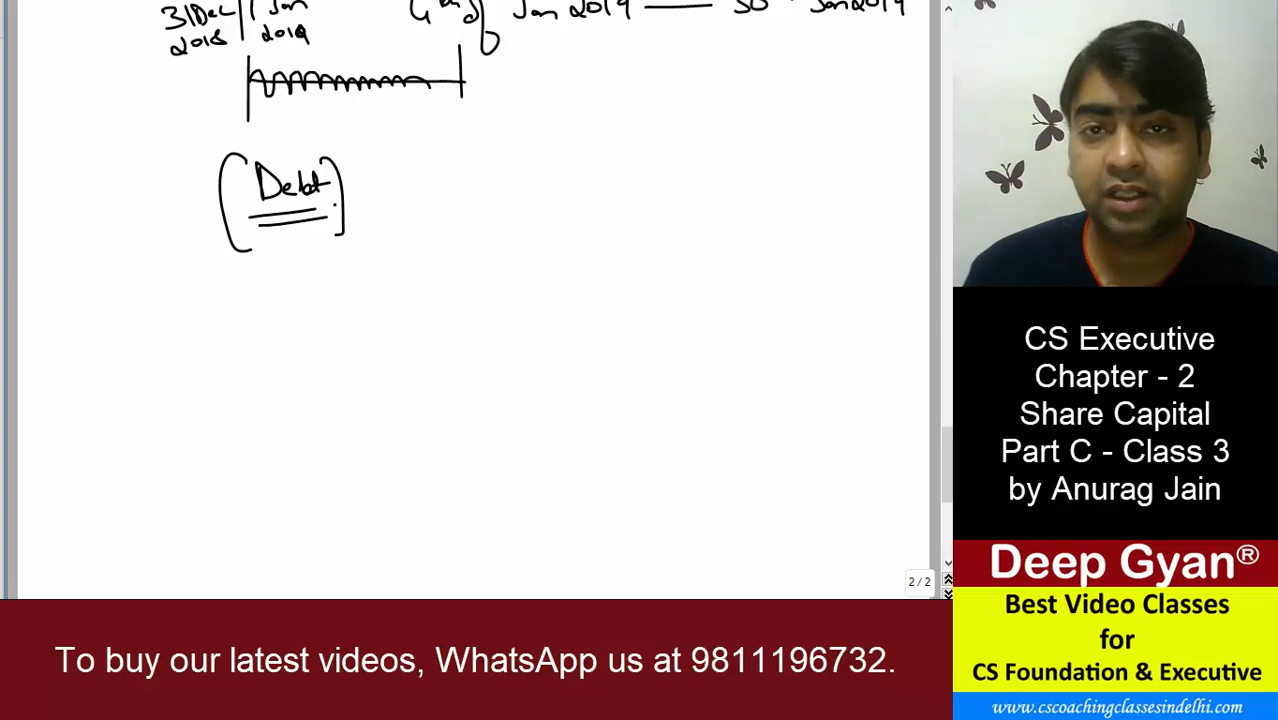 31 Dec 1 Jan
2018 2019
Jan 2019 — 30 Jan 2019
(Debt)
2 / 2
CS Executive
Chapter - 2
Share Capital
Part C - Class 3
by Anurag Jain
Deep Gyan®
Best Video Classes
for
CS Foundation & Executive
www.cscoachingclassesindelhi.com
To buy our latest videos, WhatsApp us at 9811196732.